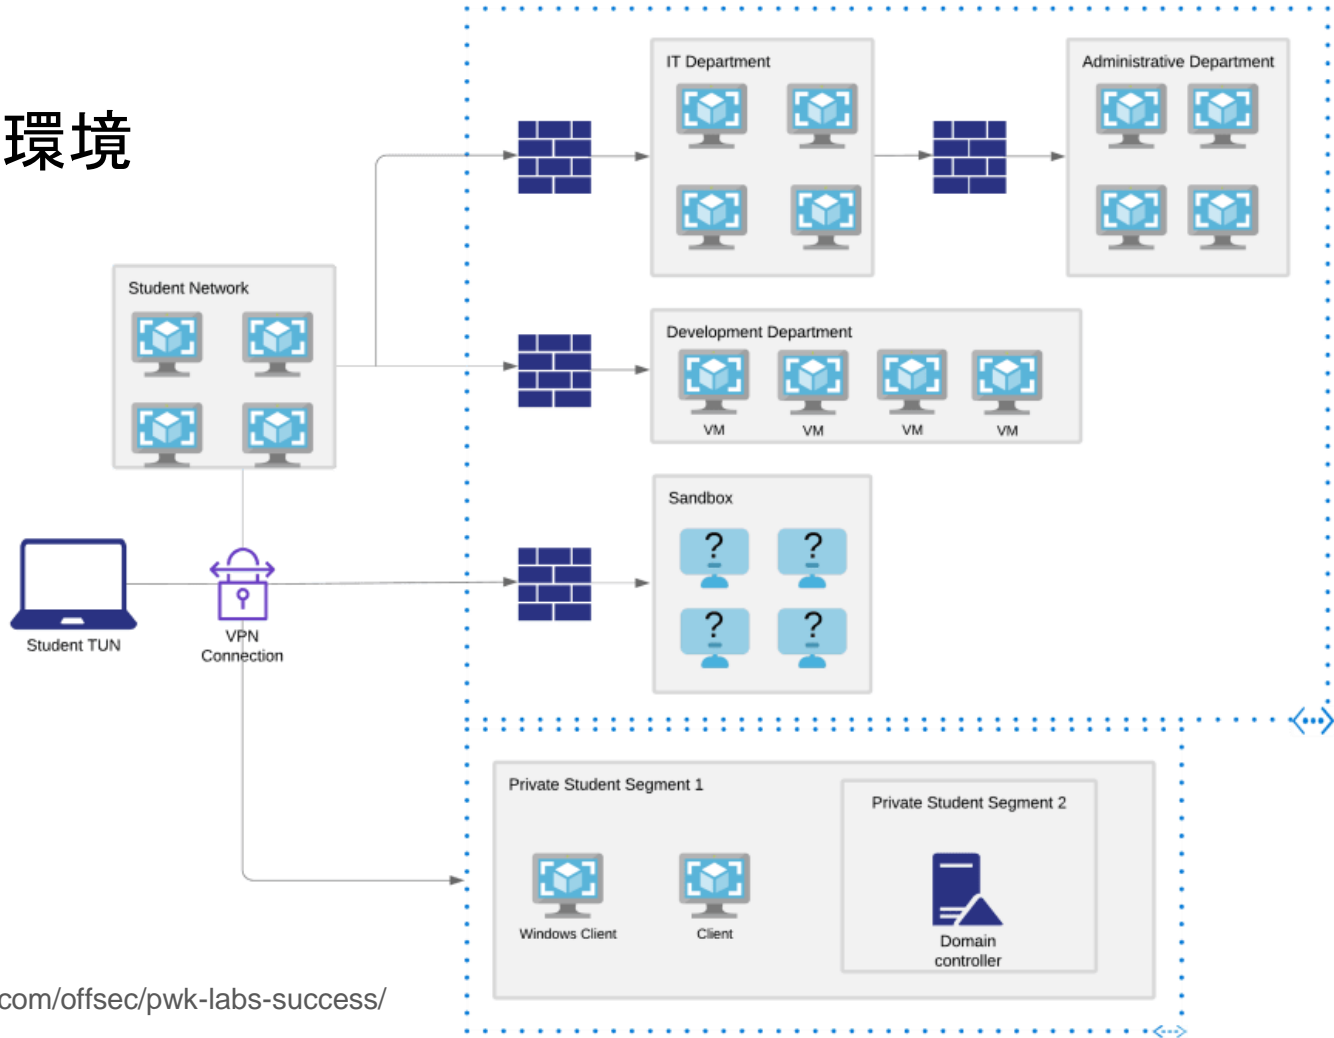 環境
IT Department
Administrative Department
Student Network
Development Department
VM
VM
VM
VM
Sandbox
?
?
?
?
Student TUN
VPN
Connection
Private Student Segment 1
Private Student Segment 2
Windows Client
Client
Domain
controller
com/offsec/pwk-labs-success/